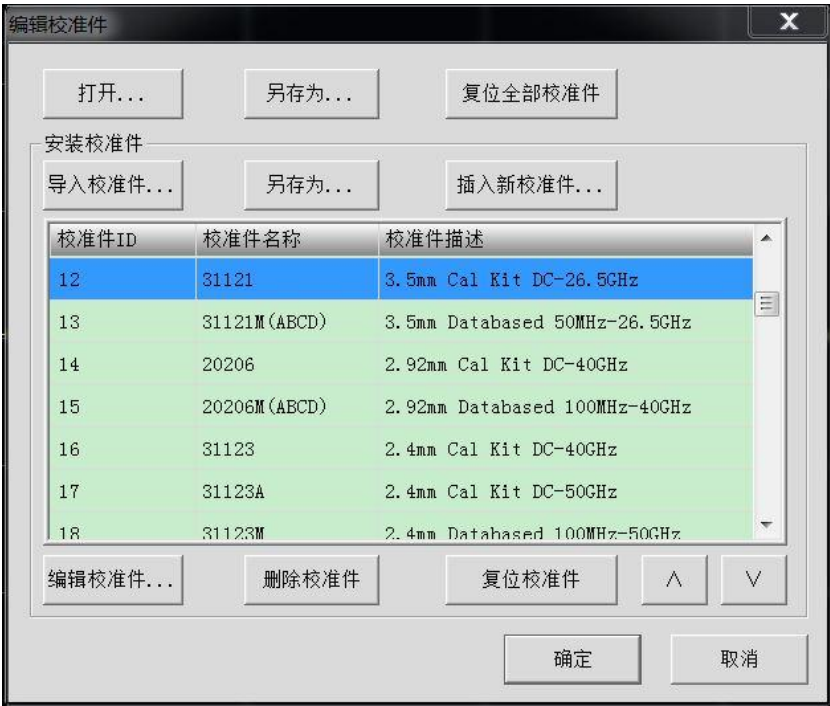 编辑校准件 X
打开... 另存为... 复位全部校准件
安装校准件
导入校准件... 另存为... 插入新校准件...
校准件ID 校准件名称 校准件描述
12 31121 3.5mm Cal Kit DC-26.5GHz
13 31121M(ABCD) 3.5mm Databased 50MHz-26.5GHz
14 20206 2.92mm Cal Kit DC-40GHz
15 20206M(ABCD) 2.92mm Databased 100MHz-40GHz
16 31123 2.4mm Cal Kit DC-40GHz
17 31123A 2.4mm Cal Kit DC-50GHz
18 31123M 2.4mm Databased 100MHz-50GHz
编辑校准件... 删除校准件 复位校准件 ∧ ∨
确定 取消